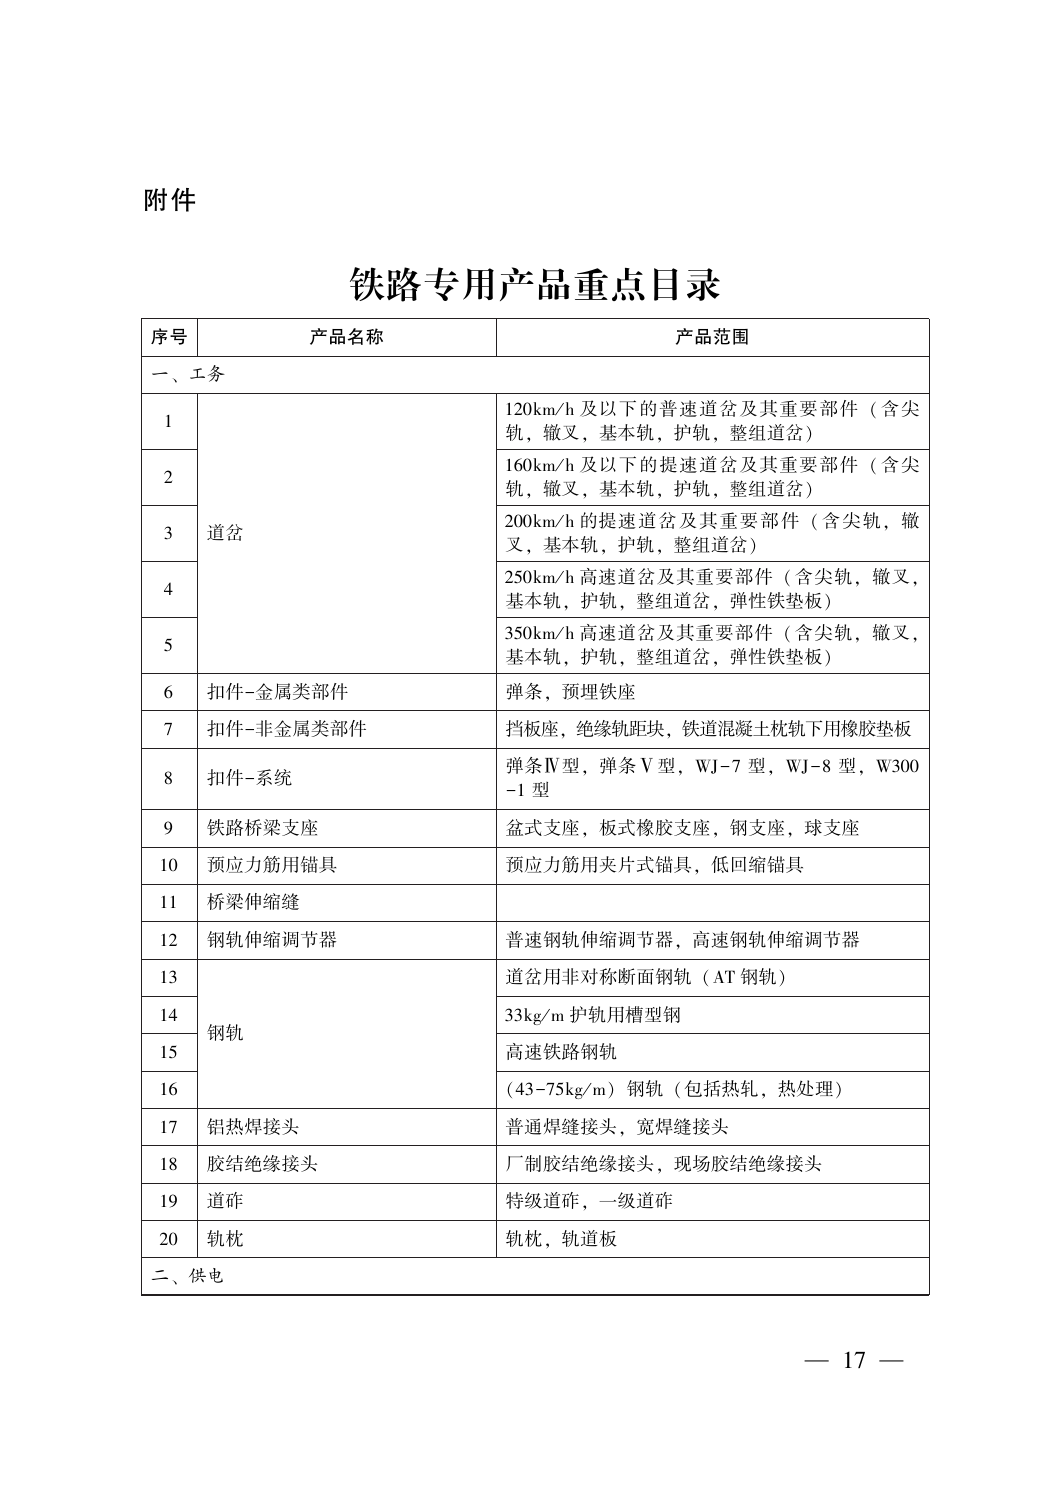 附件
铁路专用产品重点目录
序号 产品名称 产品范围
一、工务
1 道岔 120km/h 及以下的普速道岔及其重要部件（含尖
轨，辙叉，基本轨，护轨，整组道岔）
2 160km/h 及以下的提速道岔及其重要部件（含尖
轨，辙叉，基本轨，护轨，整组道岔）
3 200km/h 的提速道岔及其重要部件（含尖轨，辙
叉，基本轨，护轨，整组道岔）
4 250km/h 高速道岔及其重要部件（含尖轨，辙叉，
基本轨，护轨，整组道岔，弹性铁垫板）
5 350km/h 高速道岔及其重要部件（含尖轨，辙叉，
基本轨，护轨，整组道岔，弹性铁垫板）
6 扣件-金属类部件 弹条，预埋铁座
7 扣件-非金属类部件 挡板座，绝缘轨距块，铁道混凝土枕轨下用橡胶垫板
8 扣件-系统 弹条Ⅳ型，弹条Ⅴ型，WJ-7 型，WJ-8 型，W300
-1 型
9 铁路桥梁支座 盆式支座，板式橡胶支座，钢支座，球支座
10 预应力筋用锚具 预应力筋用夹片式锚具，低回缩锚具
11 桥梁伸缩缝
12 钢轨伸缩调节器 普速钢轨伸缩调节器，高速钢轨伸缩调节器
13 钢轨 道岔用非对称断面钢轨（AT 钢轨）
14 33kg/m 护轨用槽型钢
15 高速铁路钢轨
16 (43-75kg/m) 钢轨（包括热轧，热处理）
17 铝热焊接头 普通焊缝接头，宽焊缝接头
18 胶结绝缘接头 厂制胶结绝缘接头，现场胶结绝缘接头
19 道砟 特级道砟，一级道砟
20 轨枕 轨枕，轨道板
二、供电
— 17 —